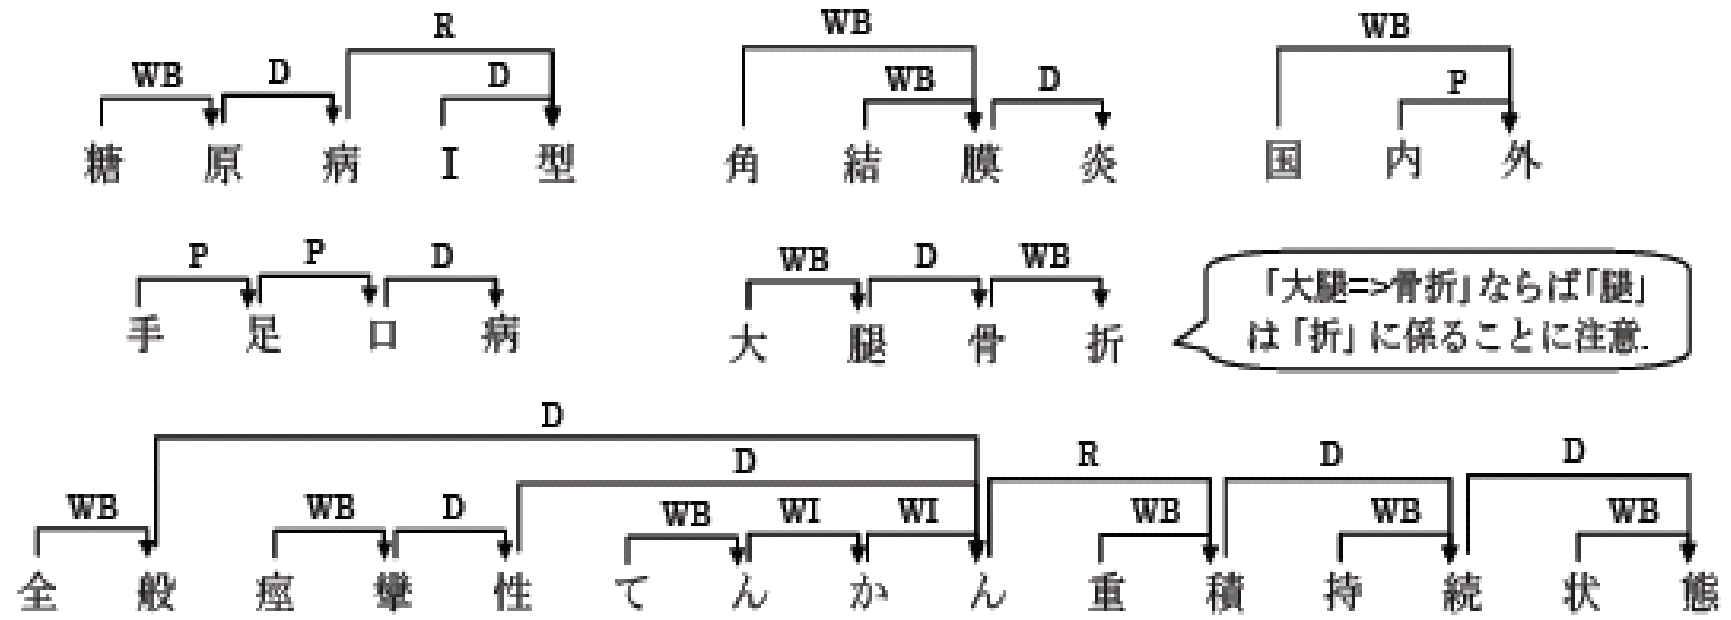 R WB WB
WB D D WB D P
糖原病I型 角結膜炎 国内外
P P D WB D WB
手足口病 大腿骨折
「大腿=>骨折」ならば「腿」
は「折」に係ることに注意.
D
D R D D
WB WB D WB WI WI WB WB WB
全般痙攣性てんかん重積持続状態